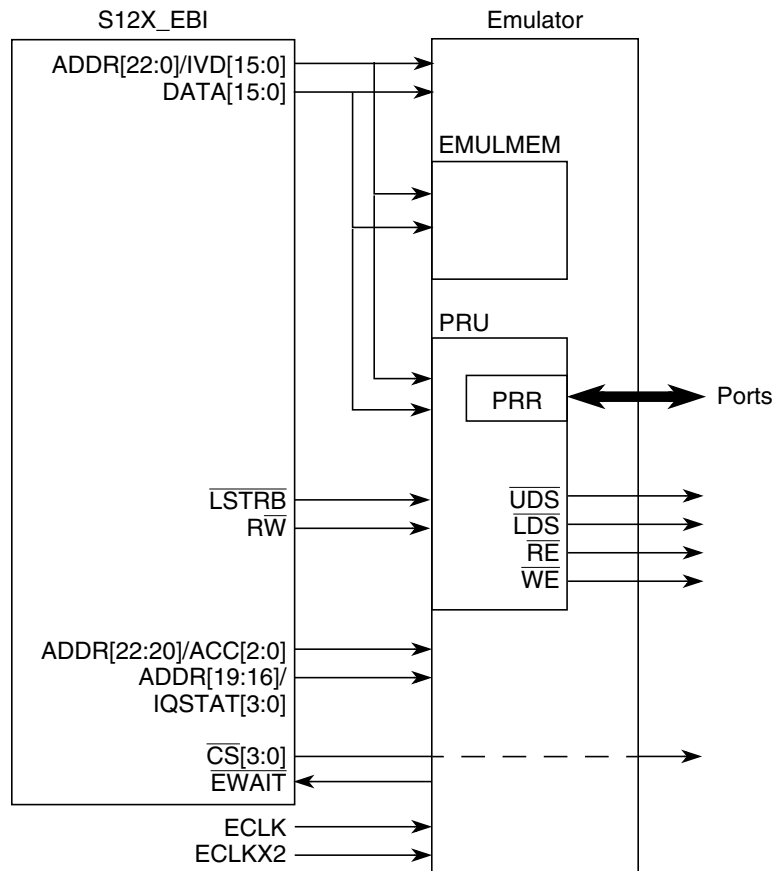 S12X_EBI
Emulator
ADDR[22:0]/IVD[15:0]
DATA[15:0]
EMULMEM
PRU
PRR
Ports
LSTRB
RW
UDS
LDS
RE
WE
ADDR[22:20]/ACC[2:0]
ADDR[19:16]/
IQSTAT[3:0]
CS[3:0]
EWAIT
ECLK
ECLKX2